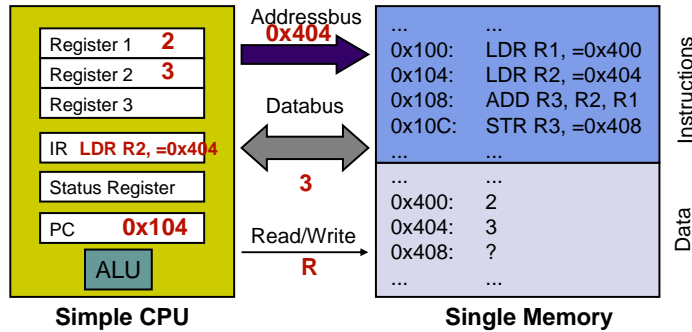 Register 1 2
Register 2 3
Register 3
IR LDR R2, =0x404
Status Register
PC 0x104
ALU
Simple CPU
Addressbus
0x404
Databus
3
Read/Write
R
... ...
0x100: LDR R1, =0x400
0x104: LDR R2, =0x404
0x108: ADD R3, R2, R1
0x10C: STR R3, =0x408
... ...
... ...
0x400: 2
0x404: 3
0x408: ?
... ...
Single Memory
Instructions
Data